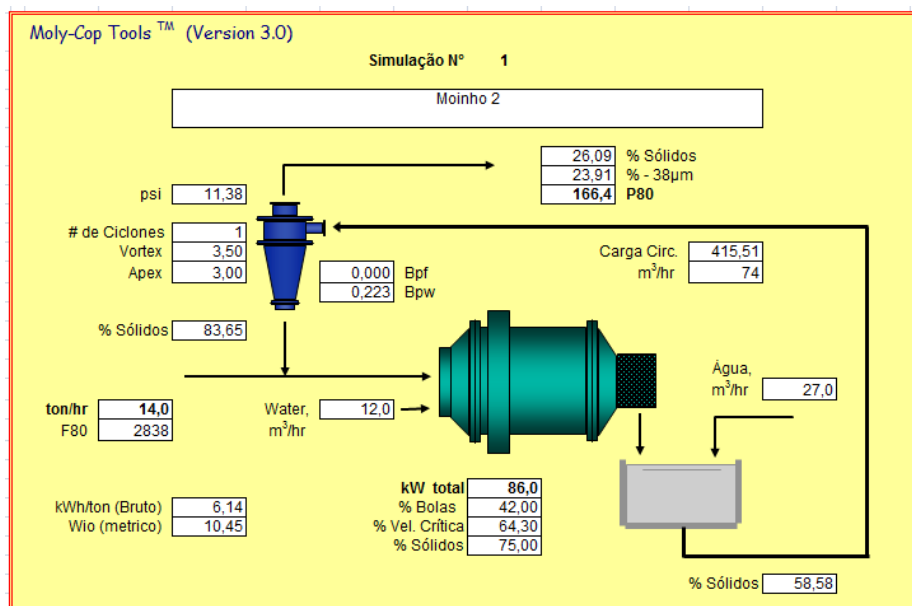 Moly-Cop Tools TM (Version 3.0)
Simulação N° 1
Moinho 2
26,09 % Sólidos
23,91 % - 38µm
166,4 P80
psi 11,38
# de Ciclones 1
Vortex 3,50
Apex 3,00
Carga Circ. 415,51
m3/hr 74
0,000 Bpf
0,223 Bpw
% Sólidos 83,65
Água,
m3/hr 27,0
ton/hr 14,0
F80 2838
Water, 12,0
m3/hr
kW total 86,0
% Bolas 42,00
% Vel. Crítica 64,30
% Sólidos 75,00
kWh/ton (Bruto) 6,14
Wio (metrico) 10,45
% Sólidos 58,58